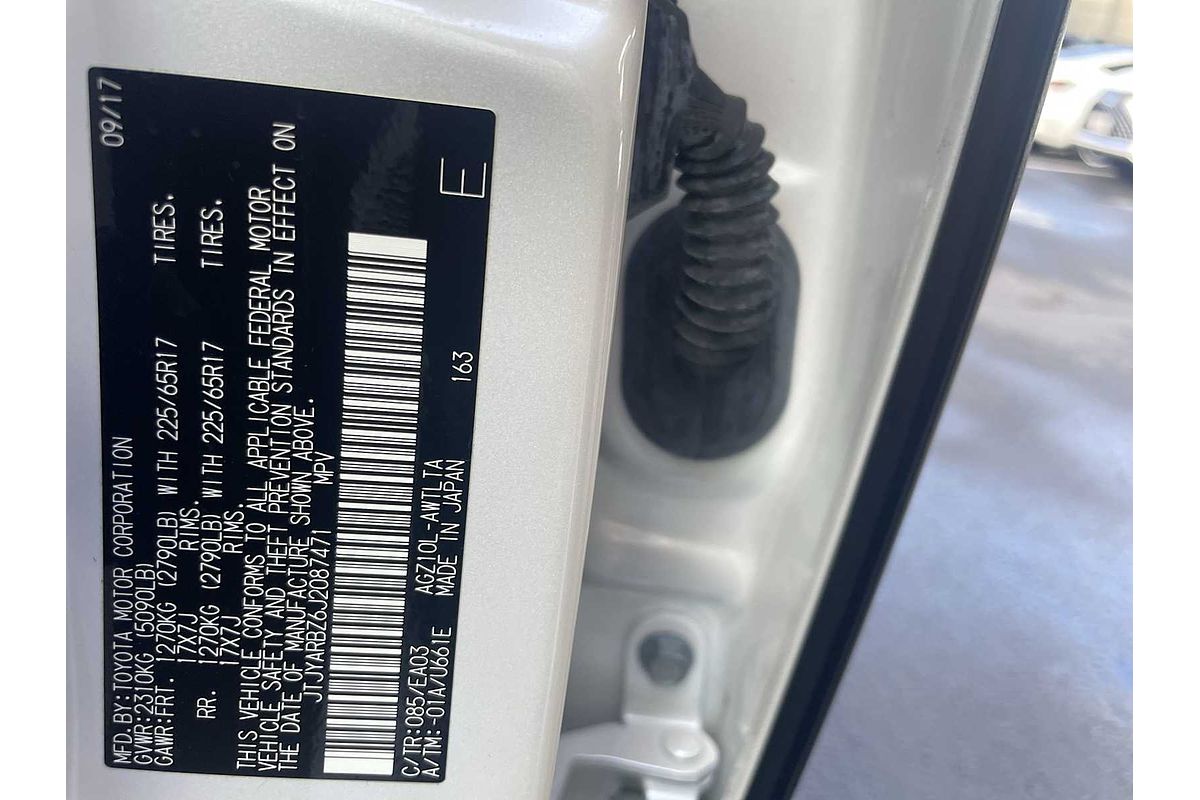 MFD.BY:TOYOTA MOTOR CORPORATION 09/17
GVWR:2310KG (5090LB)
GAWR:FRT. 1270KG (2790LB) WITH 225/65R17 TIRES.
17X7J RIMS.
RR. 1270KG (2790LB) WITH 225/65R17 TIRES.
17X7J RIMS.
THIS VEHICLE CONFORMS TO ALL APPLICABLE FEDERAL MOTOR
VEHICLE SAFETY AND THEFT PREVENTION STANDARDS IN EFFECT ON
THE DATE OF MANUFACTURE SHOWN ABOVE.
JTJYARBZ6J2087471 MPV
C/TR:085/EA03 AGZ10L-AWTLTA
A/TM:-01A/U661E MADE IN JAPAN 163 E